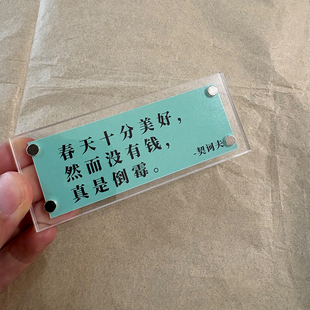 春天十分美好，
然而没有钱，
真是倒霉。
-契诃夫